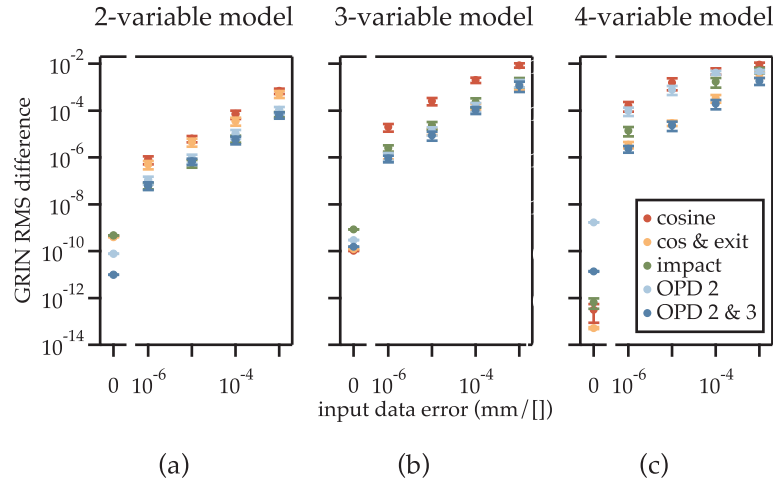 2-variable model 3-variable model 4-variable model
10⁻²
10⁻⁴
10⁻⁶
10⁻⁸
10⁻¹⁰
10⁻¹²
10⁻¹⁴
GRIN RMS difference
cosine
cos & exit
impact
OPD 2
OPD 2 & 3
0 10⁻⁶ 10⁻⁴ 0 10⁻⁶ 10⁻⁴ 0 10⁻⁶ 10⁻⁴
input data error (mm/[])
(a) (b) (c)